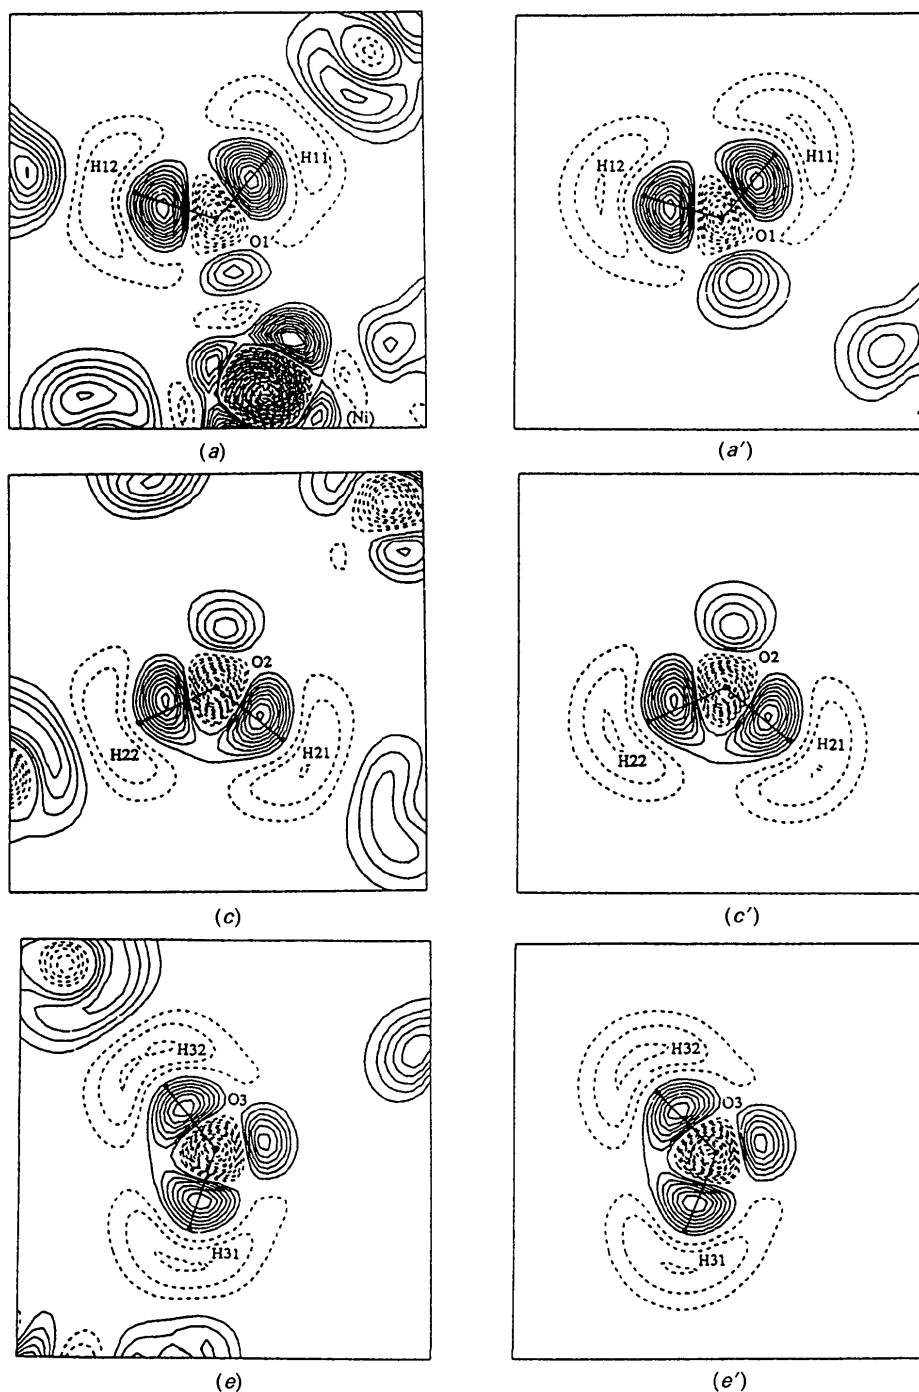 H12
H11
O1
(Ni)
H12
H11
O1
(a)
(a′)
O2
H22
H21
O2
H22
H21
(c)
(c′)
H32
O3
H31
H32
O3
H31
(e)
(e′)